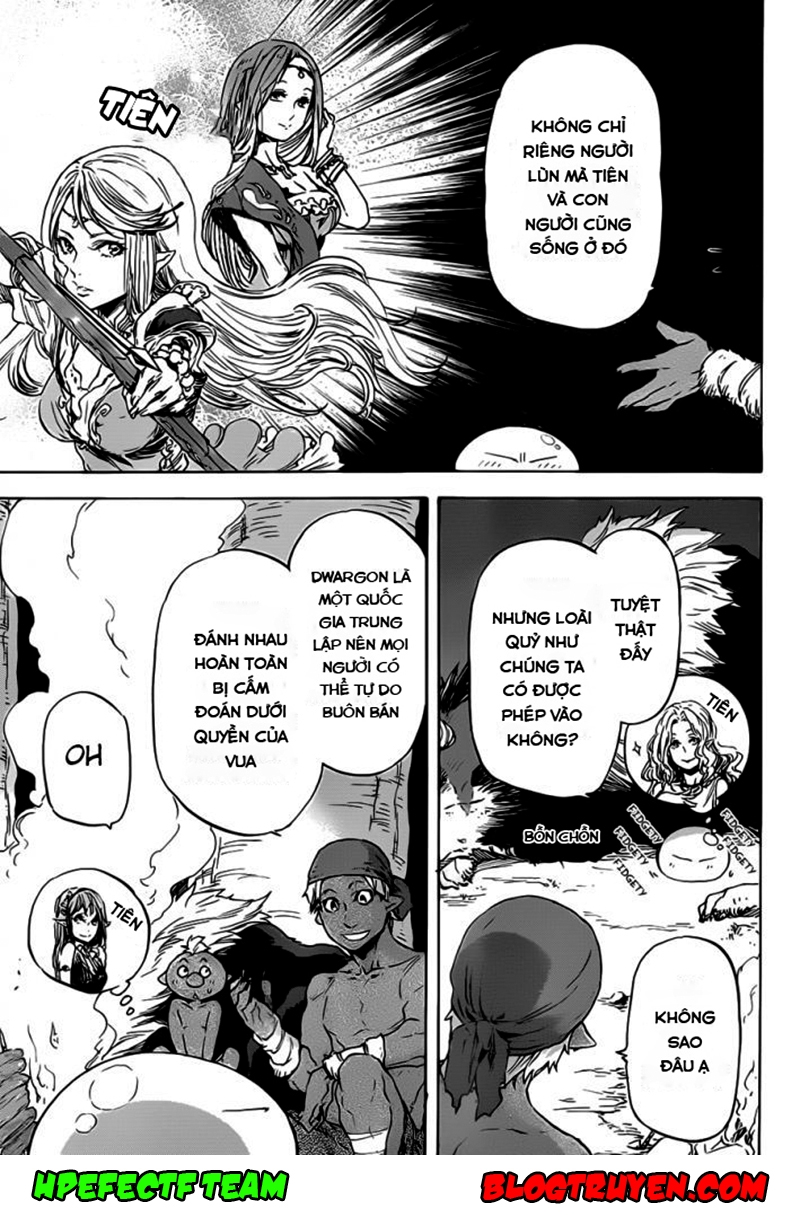 KHÔNG CHỈ
RIÊNG NGƯỜI
LÙN MÀ TIÊN
VÀ CON
NGƯỜI CŨNG
SỐNG Ở ĐÓ
TIÊN
TUYỆT
THẬT
ĐẤY
NHƯNG LOÀI
QUỶ NHƯ
CHÚNG TA
CÓ ĐƯỢC
PHÉP VÀO
KHÔNG?
TIÊN
BỒN CHỒN
FIDGETY
FIDGETY
FIDGETY
FIDGETY
FIDGETY
KHÔNG
SAO
ĐÂU Ạ
DWARGON LÀ
MỘT QUỐC
GIA TRUNG
LẬP NÊN MỌI
NGƯỜI CÓ
THỂ TỰ DO
BUÔN BÁN
ĐÁNH NHAU
HOÀN TOÀN
BỊ CẤM
ĐOÁN DƯỚI
QUYỀN CỦA
VUA
OH
TIÊN
HPEFECTF TEAM
BLOGTRUYEN.COM